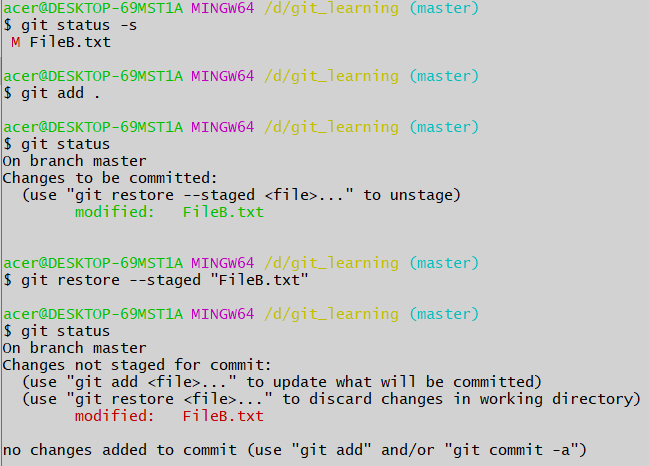 acer@DESKTOP-69MST1A MINGW64 /d/git_learning (master)
$ git status -s
 M FileB.txt

acer@DESKTOP-69MST1A MINGW64 /d/git_learning (master)
$ git add .

acer@DESKTOP-69MST1A MINGW64 /d/git_learning (master)
$ git status
On branch master
Changes to be committed:
  (use "git restore --staged <file>..." to unstage)
        modified:   FileB.txt


acer@DESKTOP-69MST1A MINGW64 /d/git_learning (master)
$ git restore --staged "FileB.txt"

acer@DESKTOP-69MST1A MINGW64 /d/git_learning (master)
$ git status
On branch master
Changes not staged for commit:
  (use "git add <file>..." to update what will be committed)
  (use "git restore <file>..." to discard changes in working directory)
        modified:   FileB.txt

no changes added to commit (use "git add" and/or "git commit -a")